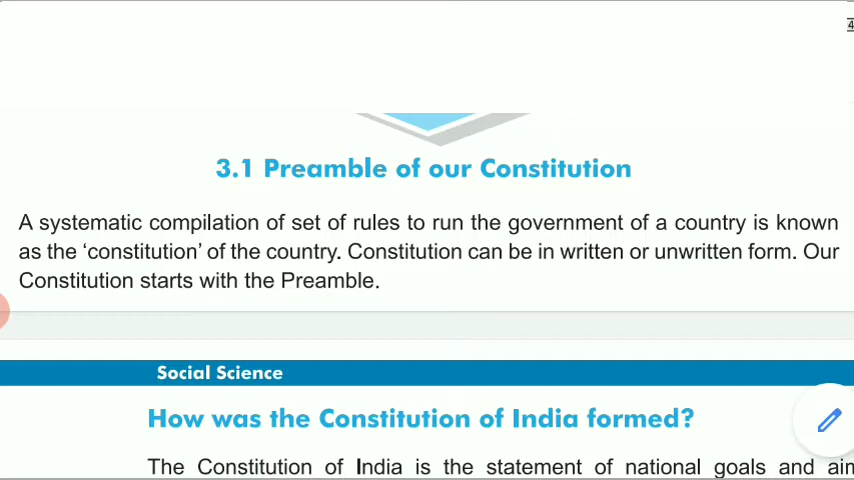 3.1 Preamble of our Constitution
A systematic compilation of set of rules to run the government of a country is known
as the ‘constitution’ of the country. Constitution can be in written or unwritten form. Our
Constitution starts with the Preamble.
Social Science
How was the Constitution of India formed?
The Constitution of India is the statement of national goals and